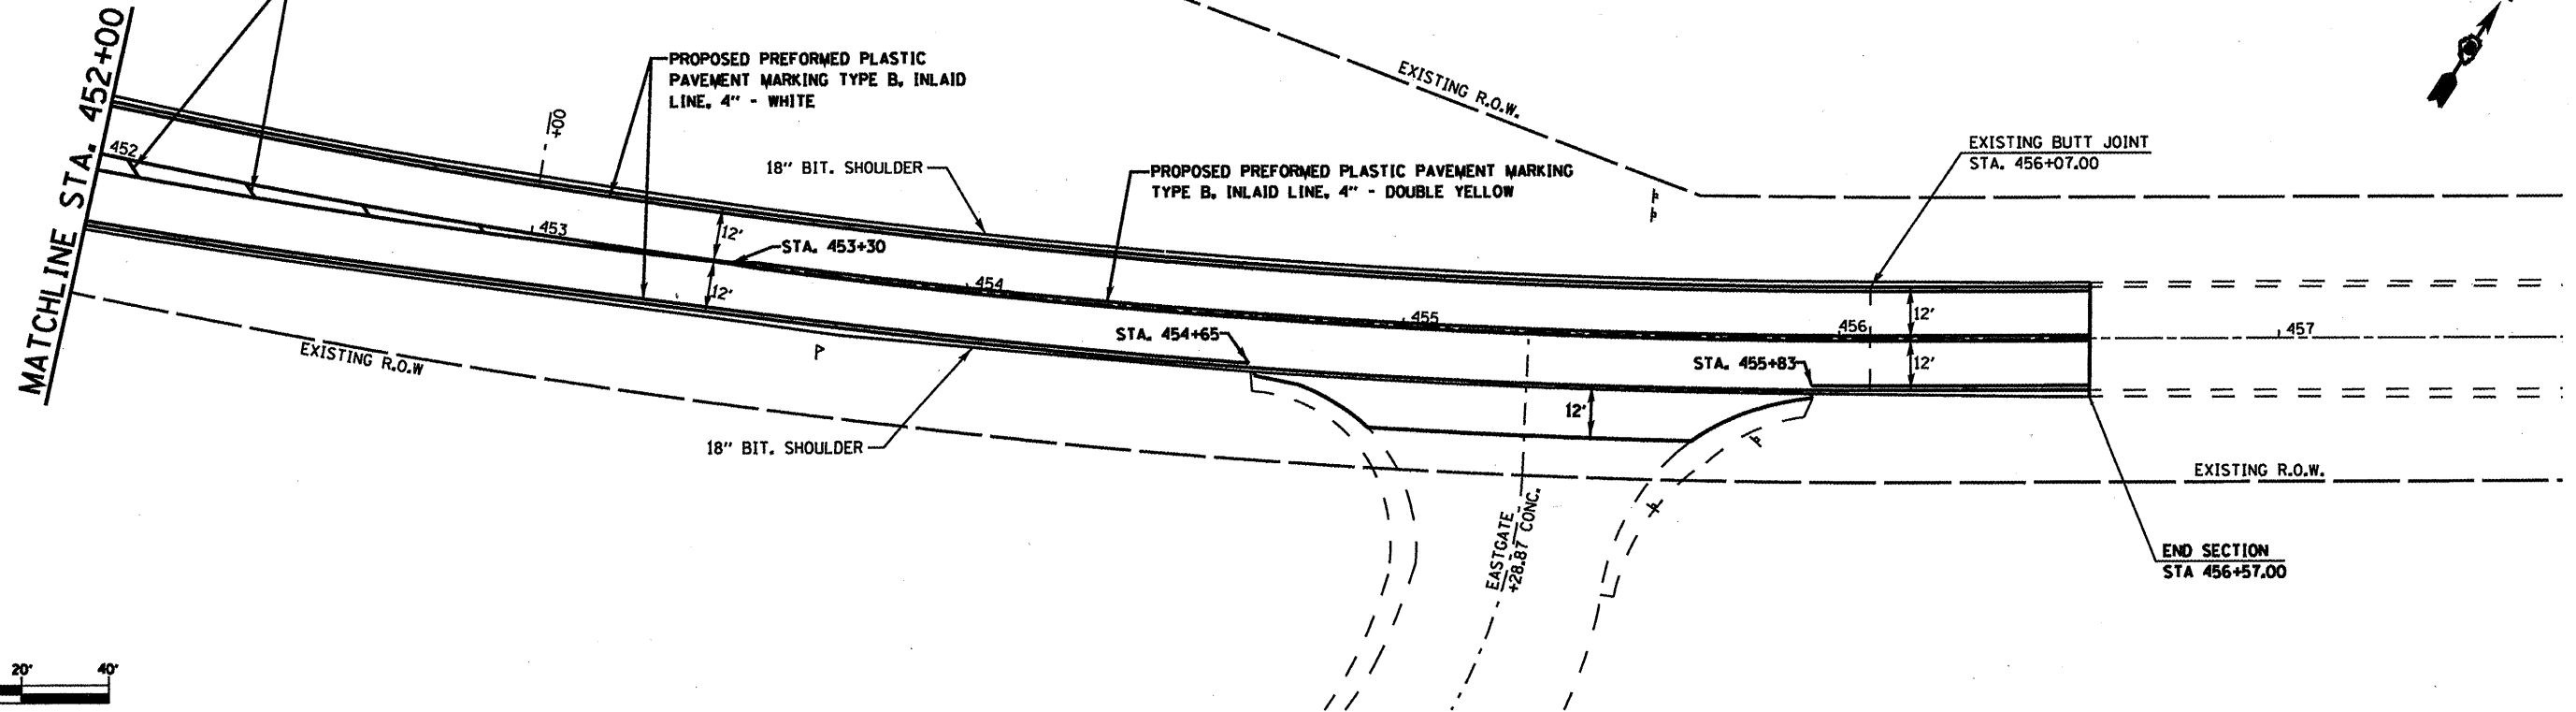 MATCHLINE STA. 452+00
PROPOSED PREFORMED PLASTIC
PAVEMENT MARKING TYPE B, INLAID
LINE, 4" - WHITE
EXISTING R.O.W.
+00
18" BIT. SHOULDER
PROPOSED PREFORMED PLASTIC PAVEMENT MARKING
TYPE B, INLAID LINE, 4" - DOUBLE YELLOW
EXISTING BUTT JOINT
STA. 456+07.00
452
453
12'
STA. 453+30
12'
454
455
456
12'
457
STA. 454+65
STA. 455+83
12'
EXISTING R.O.W
12'
18" BIT. SHOULDER
EXISTING R.O.W.
EASTGATE
+28.87 CONC.
END SECTION
STA 456+57.00
20'
40'